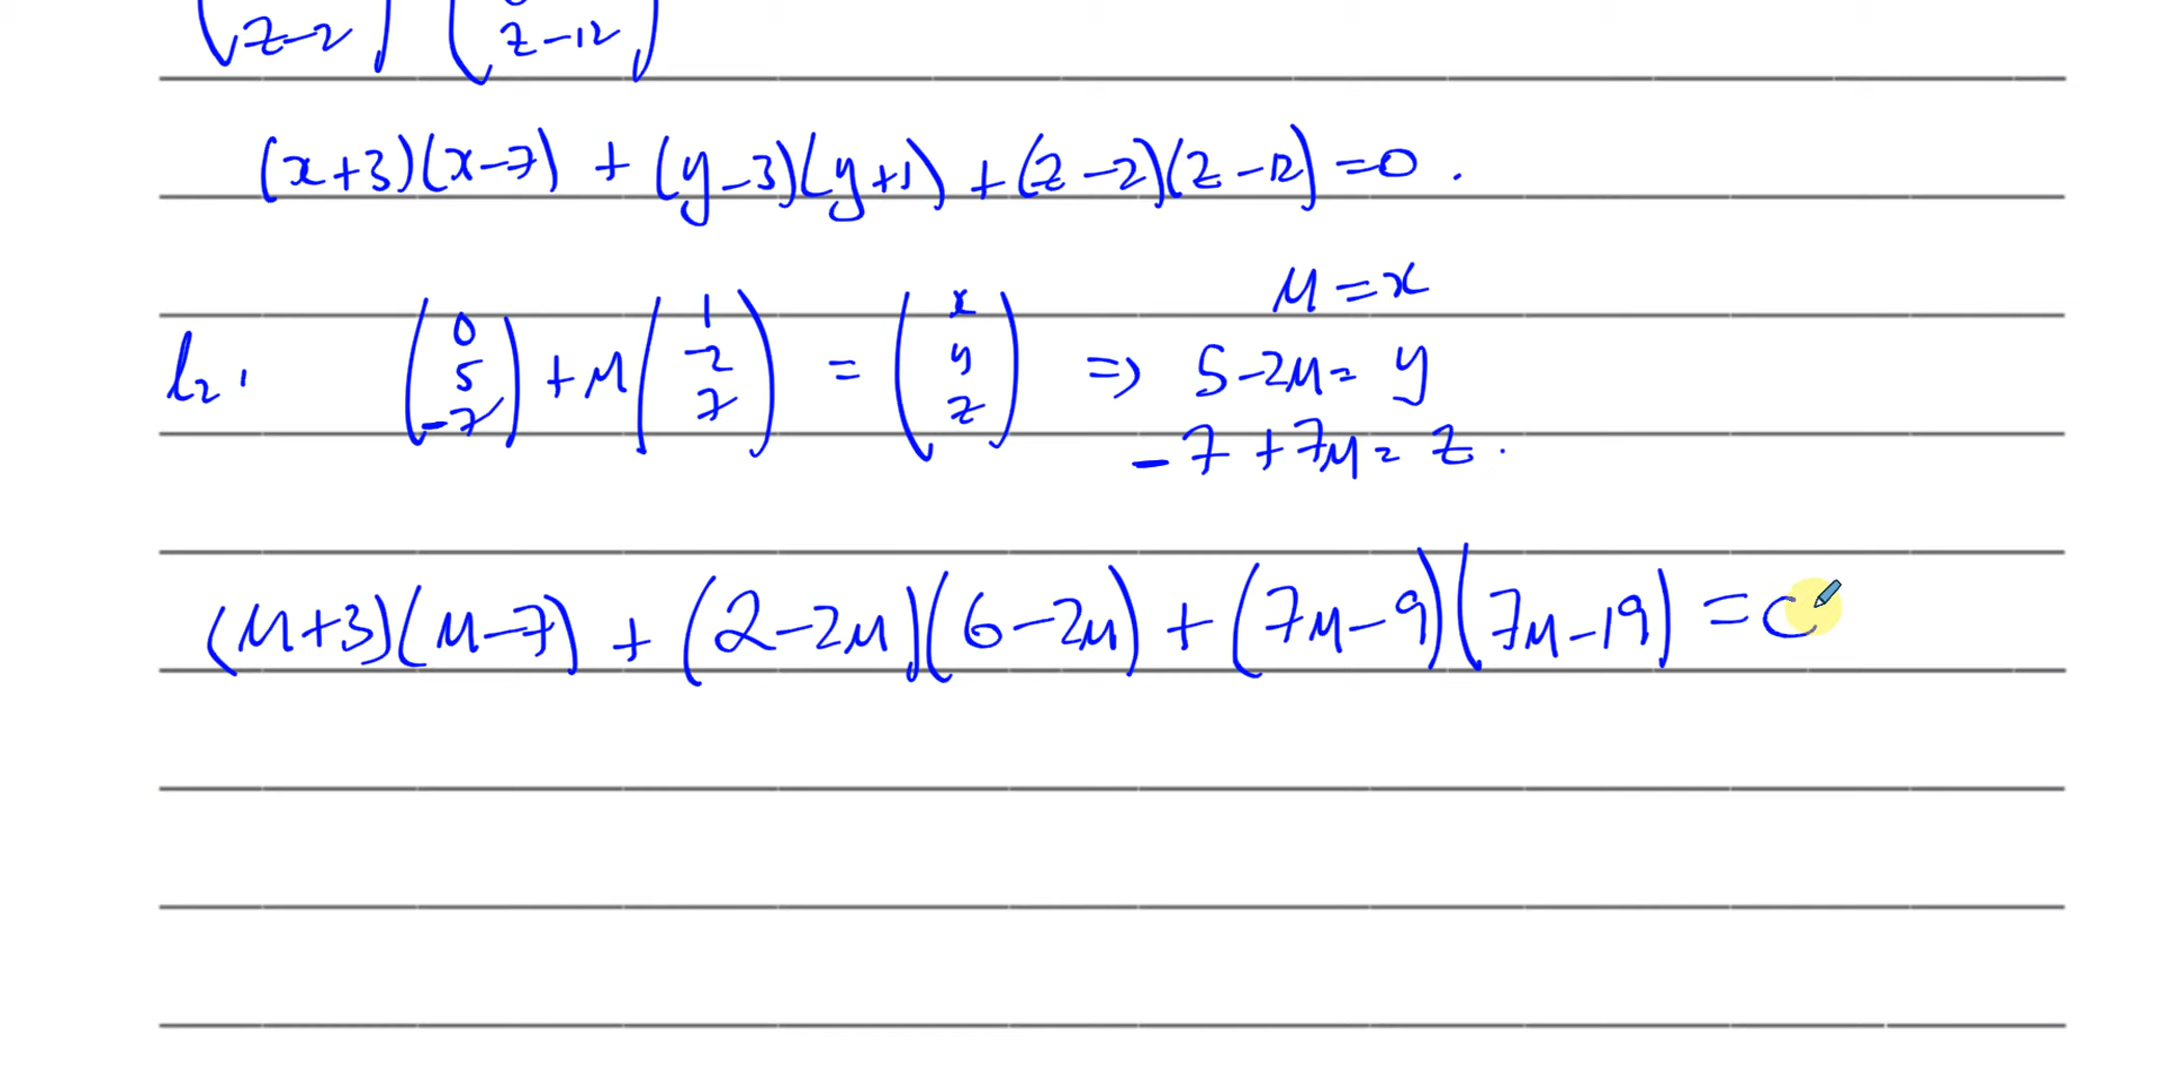 z-2 z-12
(x+3)(x-7) + (y-3)(y+1) + (z-2)(z-12) = 0 .
μ = x
l₂ , (0 5 -7) + μ (1 -2 7) = (x y z) ⇒ 5-2μ = y
-7 + 7μ = z .
(μ+3)(μ-7) + (2-2μ)(6-2μ) + (7μ-9)(7μ-19) = 0